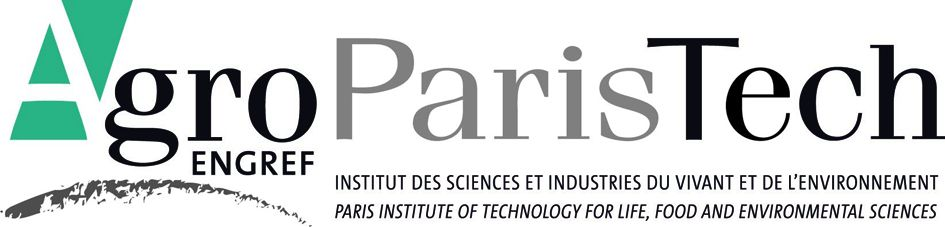 AgroParisTech
ENGREF
INSTITUT DES SCIENCES ET INDUSTRIES DU VIVANT ET DE L'ENVIRONNEMENT
PARIS INSTITUTE OF TECHNOLOGY FOR LIFE, FOOD AND ENVIRONMENTAL SCIENCES